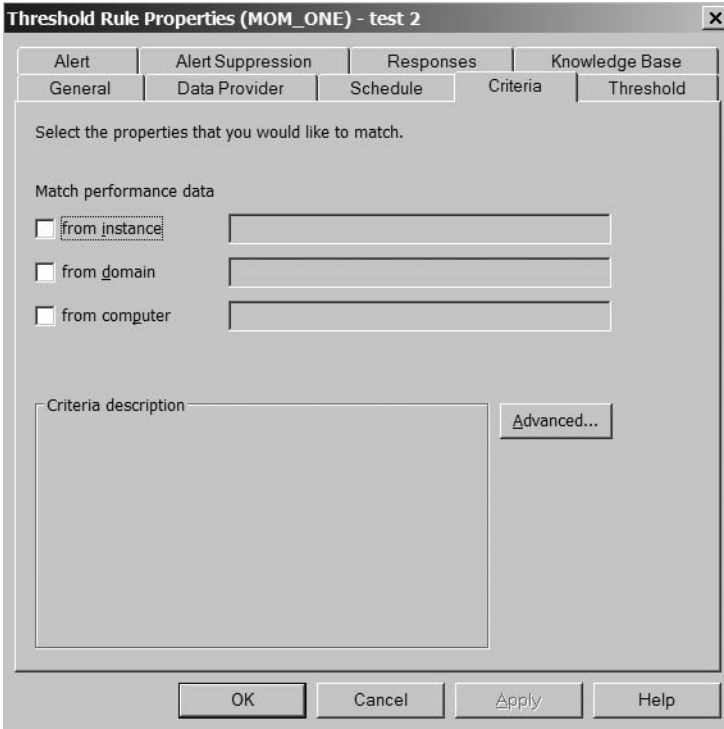 Threshold Rule Properties (MOM_ONE) - test 2
Alert Alert Suppression Responses Knowledge Base
General Data Provider Schedule Criteria Threshold
Select the properties that you would like to match.
Match performance data
from instance
from domain
from computer
Criteria description
Advanced...
OK Cancel Apply Help